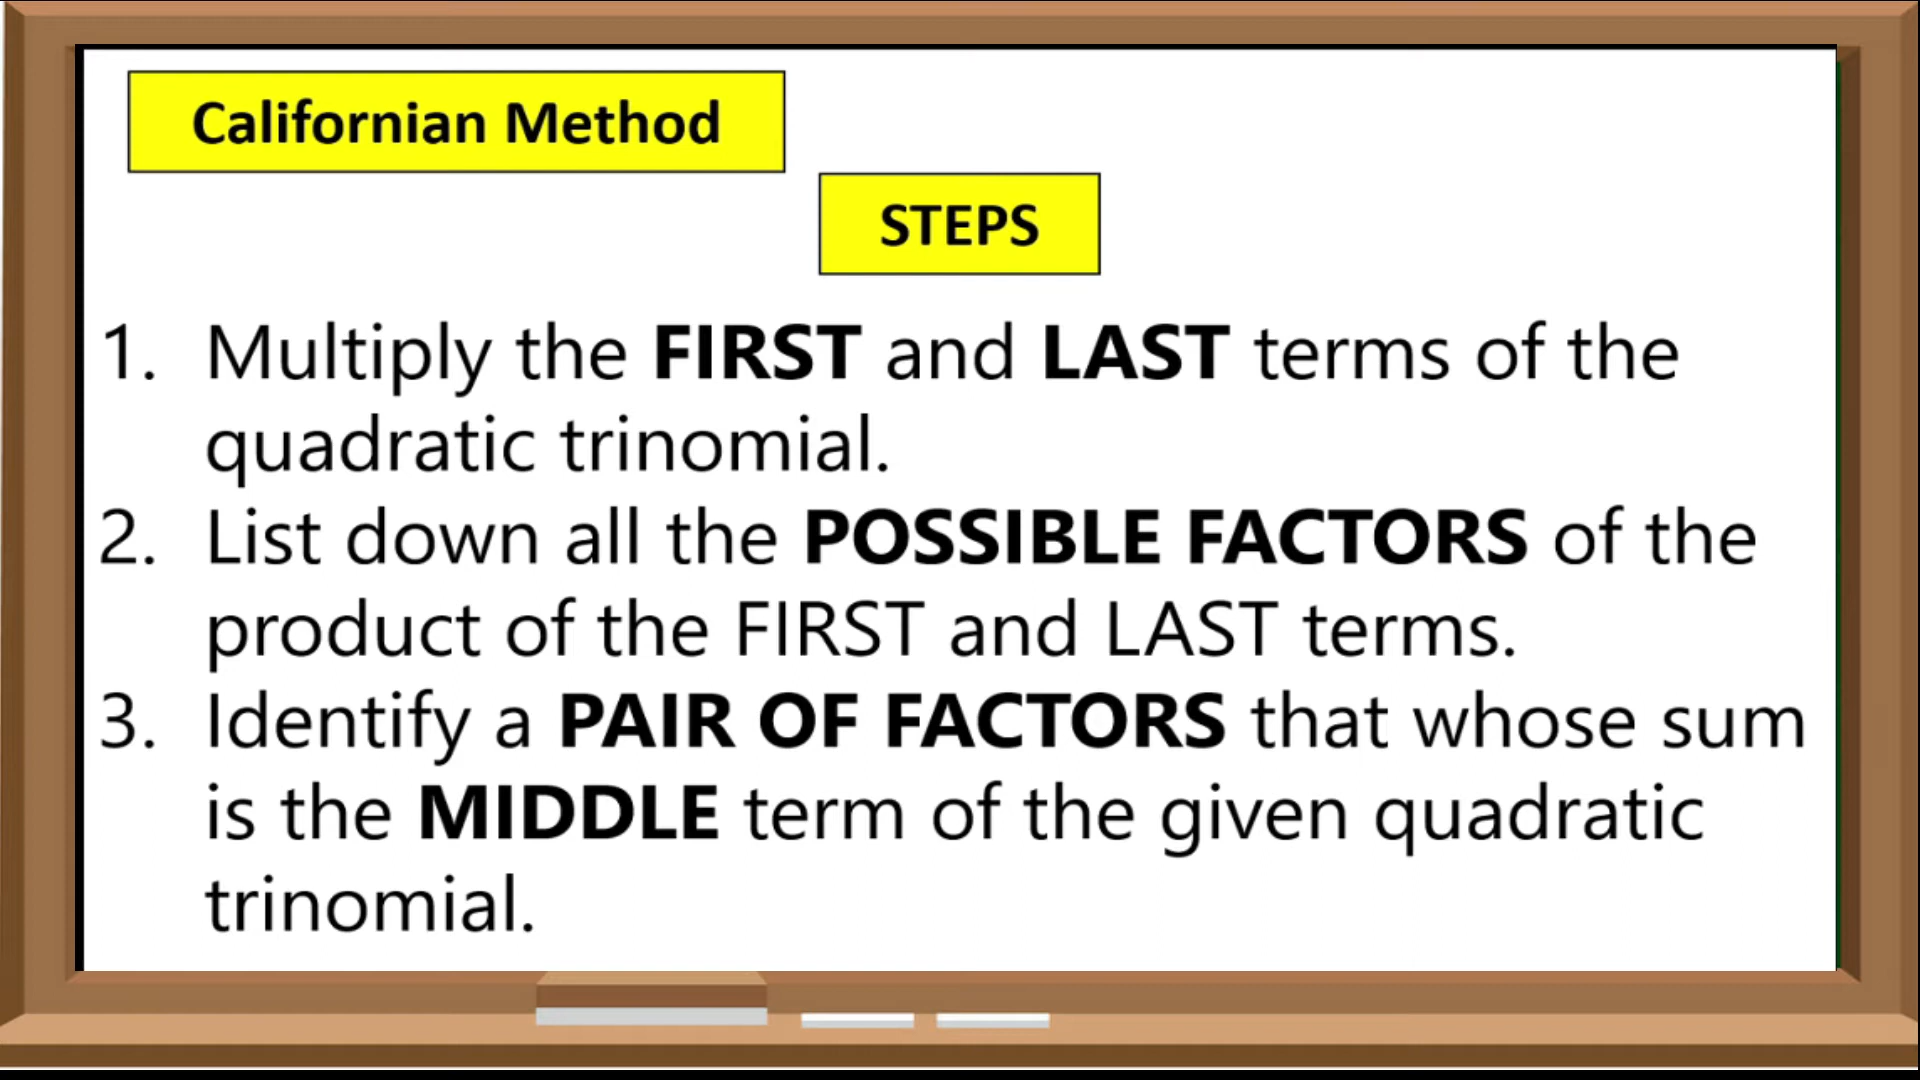 Californian Method
STEPS
1. Multiply the FIRST and LAST terms of the
quadratic trinomial.
2. List down all the POSSIBLE FACTORS of the
product of the FIRST and LAST terms.
3. Identify a PAIR OF FACTORS that whose sum
is the MIDDLE term of the given quadratic
trinomial.